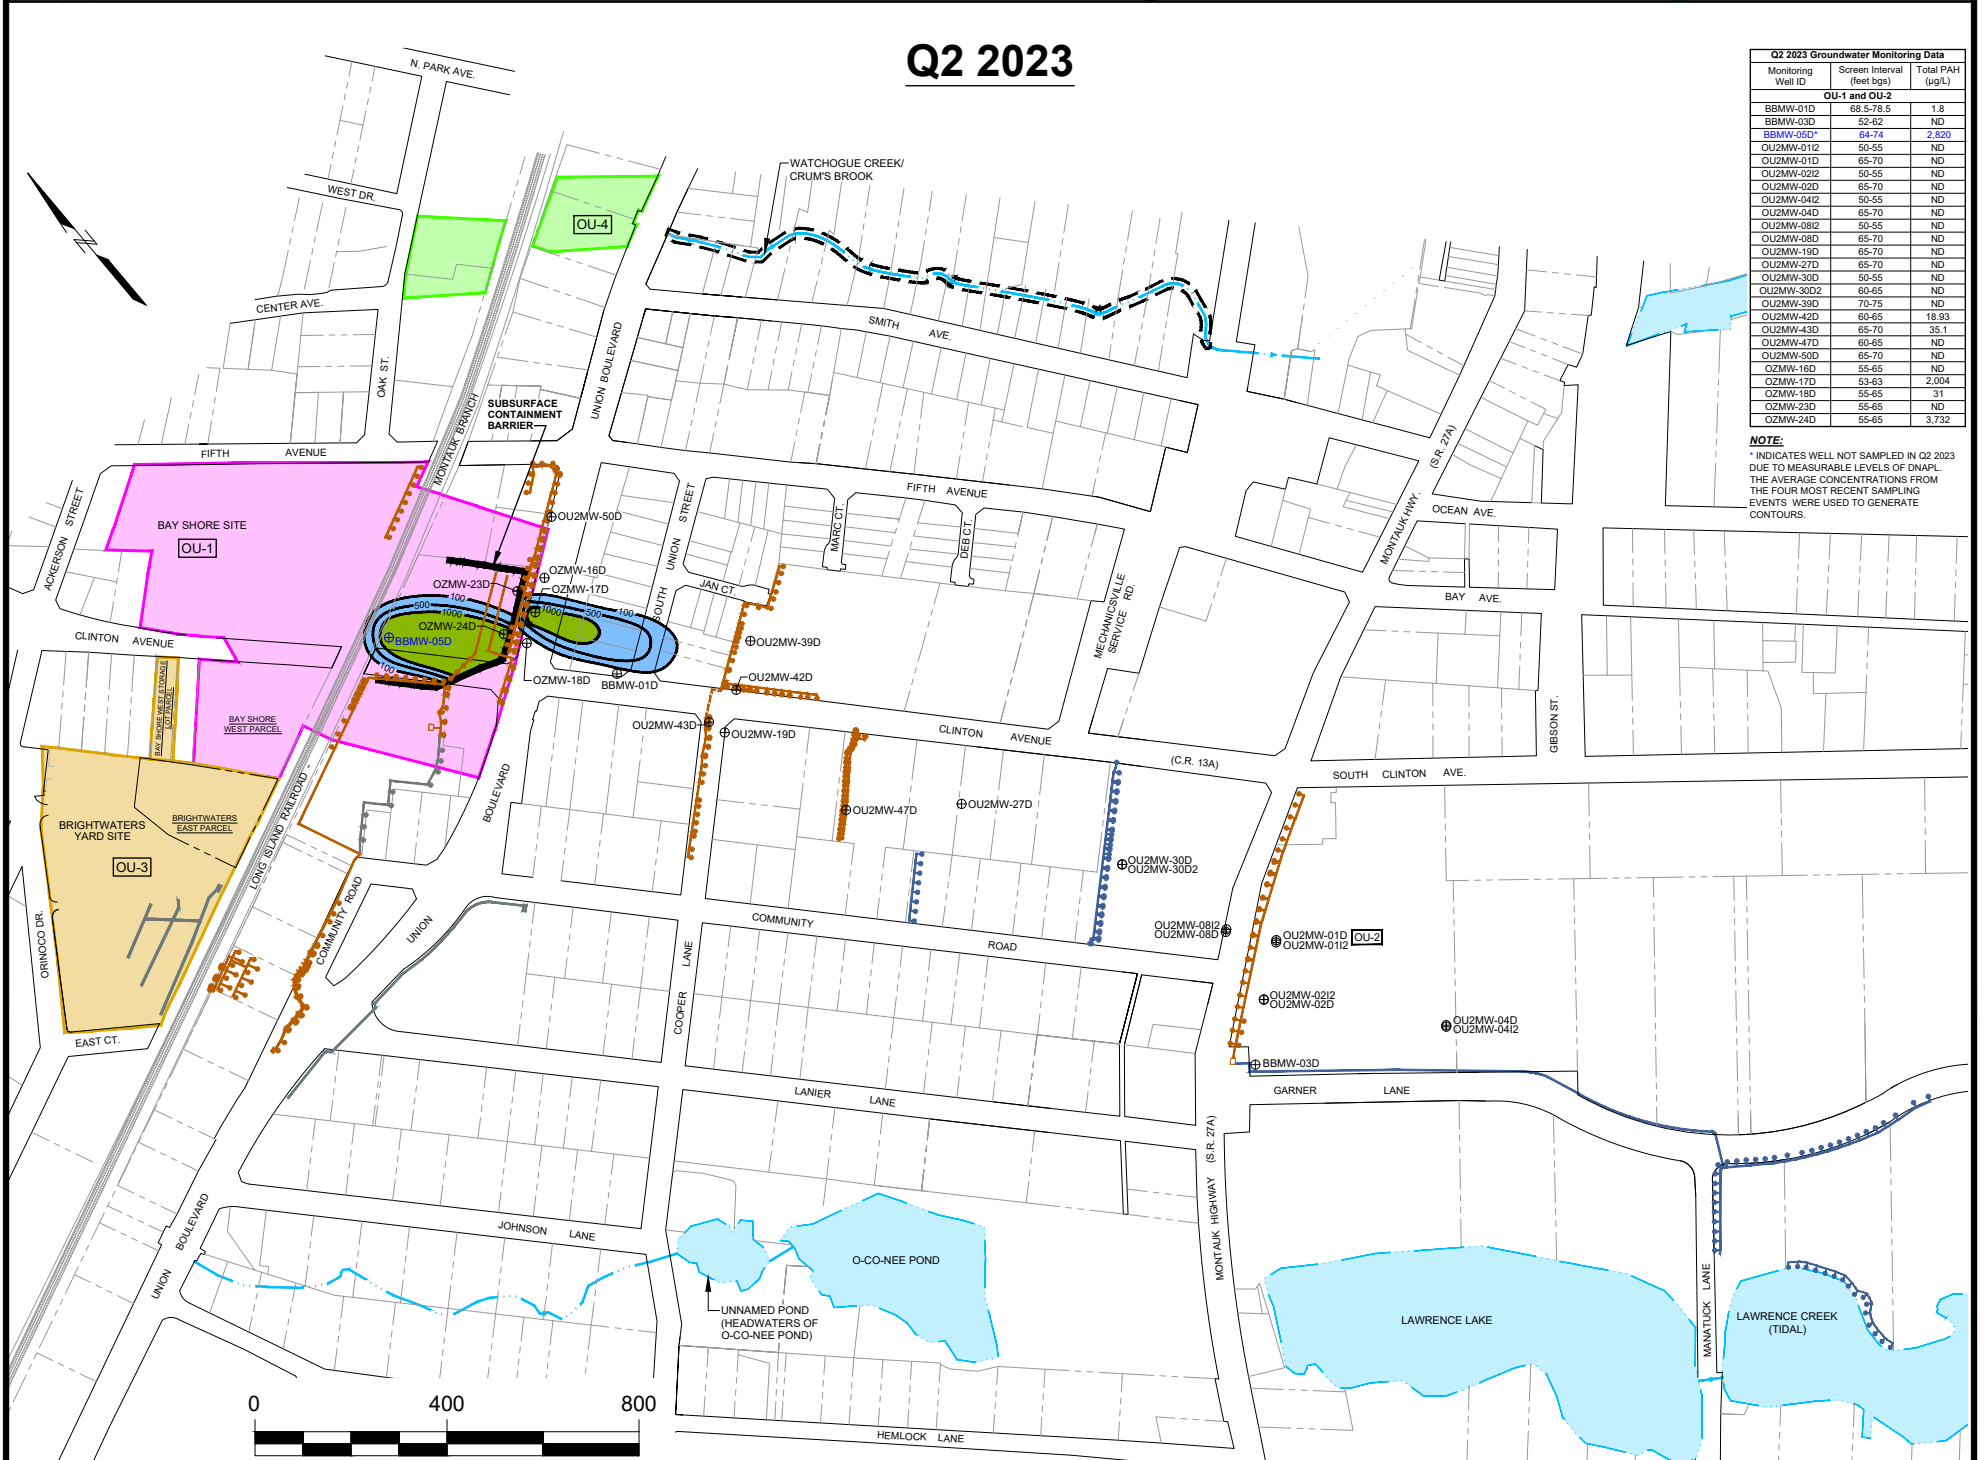 Q2 2023
Q2 2023 Groundwater Monitoring Data
Monitoring Well ID Screen Interval (feet bgs) Total PAH (µg/L)
OU-1 and OU-2
BBMW-01D 68.5-78.5 1.8
BBMW-03D 52-62 ND
BBMW-05D* 64-74 2,820
OU2MW-01I2 50-55 ND
OU2MW-01D 65-70 ND
OU2MW-02I2 50-55 ND
OU2MW-02D 65-70 ND
OU2MW-04I2 50-55 ND
OU2MW-04D 65-70 ND
OU2MW-08I2 50-55 ND
OU2MW-08D 65-70 ND
OU2MW-19D 65-70 ND
OU2MW-27D 65-70 ND
OU2MW-30D 50-55 ND
OU2MW-30D2 60-65 ND
OU2MW-39D 70-75 ND
OU2MW-42D 60-65 18.93
OU2MW-43D 65-70 35.1
OU2MW-47D 60-65 ND
OU2MW-50D 65-70 ND
OZMW-16D 55-65 ND
OZMW-17D 53-63 2,004
OZMW-18D 55-65 31
OZMW-23D 55-65 ND
OZMW-24D 55-65 3,732
NOTE:
* INDICATES WELL NOT SAMPLED IN Q2 2023
DUE TO MEASURABLE LEVELS OF DNAPL.
THE AVERAGE CONCENTRATIONS FROM
THE FOUR MOST RECENT SAMPLING
EVENTS WERE USED TO GENERATE
CONTOURS.
N. PARK AVE.
WEST DR.
CENTER AVE.
OAK ST.
N
OU-4
WATCHOGUE CREEK/
CRUM'S BROOK
SMITH AVE.
UNION BOULEVARD
MONTAUK BRANCH
SUBSURFACE
CONTAINMENT
BARRIER
FIFTH AVENUE
FIFTH AVENUE
ACKERSON STREET
BAY SHORE SITE
OU-1
SOUTH UNION STREET
UNION STREET
JAN CT.
MARC CT.
DEB CT.
MECHANICSVILLE
SERVICE RD.
MONTAUK HWY. (S.R. 27A)
OCEAN AVE.
BAY AVE.
GIBSON ST.
OU2MW-50D
OZMW-16D
OZMW-23D
OZMW-17D
OZMW-24D
BBMW-05D
100
500
1000
100
1000
500
100
OZMW-18D
BBMW-01D
OU2MW-39D
OU2MW-42D
OU2MW-43D
OU2MW-19D
OU2MW-47D
OU2MW-27D
OU2MW-30D
OU2MW-30D2
OU2MW-08I2
OU2MW-08D
OU2MW-01D
OU2MW-01I2
OU-2
OU2MW-02I2
OU2MW-02D
OU2MW-04D
OU2MW-04I2
BBMW-03D
CLINTON AVENUE
BAY SHORE WEST STORAGE
LOT PARCEL
BAY SHORE
WEST PARCEL
CLINTON AVENUE
(C.R. 13A)
SOUTH CLINTON AVE.
BRIGHTWATERS
YARD SITE
BRIGHTWATERS
EAST PARCEL
OU-3
LONG ISLAND RAILROAD
BOULEVARD
UNION
COMMUNITY ROAD
ORINOCO DR.
EAST CT.
COMMUNITY ROAD
COOPER LANE
LANIER LANE
GARNER LANE
JOHNSON LANE
UNION BOULEVARD
UNNAMED POND
(HEADWATERS OF
O-CO-NEE POND)
O-CO-NEE POND
MONTAUK HIGHWAY (S.R. 27A)
LAWRENCE LAKE
MANATUCK LANE
LAWRENCE CREEK
(TIDAL)
HEMLOCK LANE
0 400 800